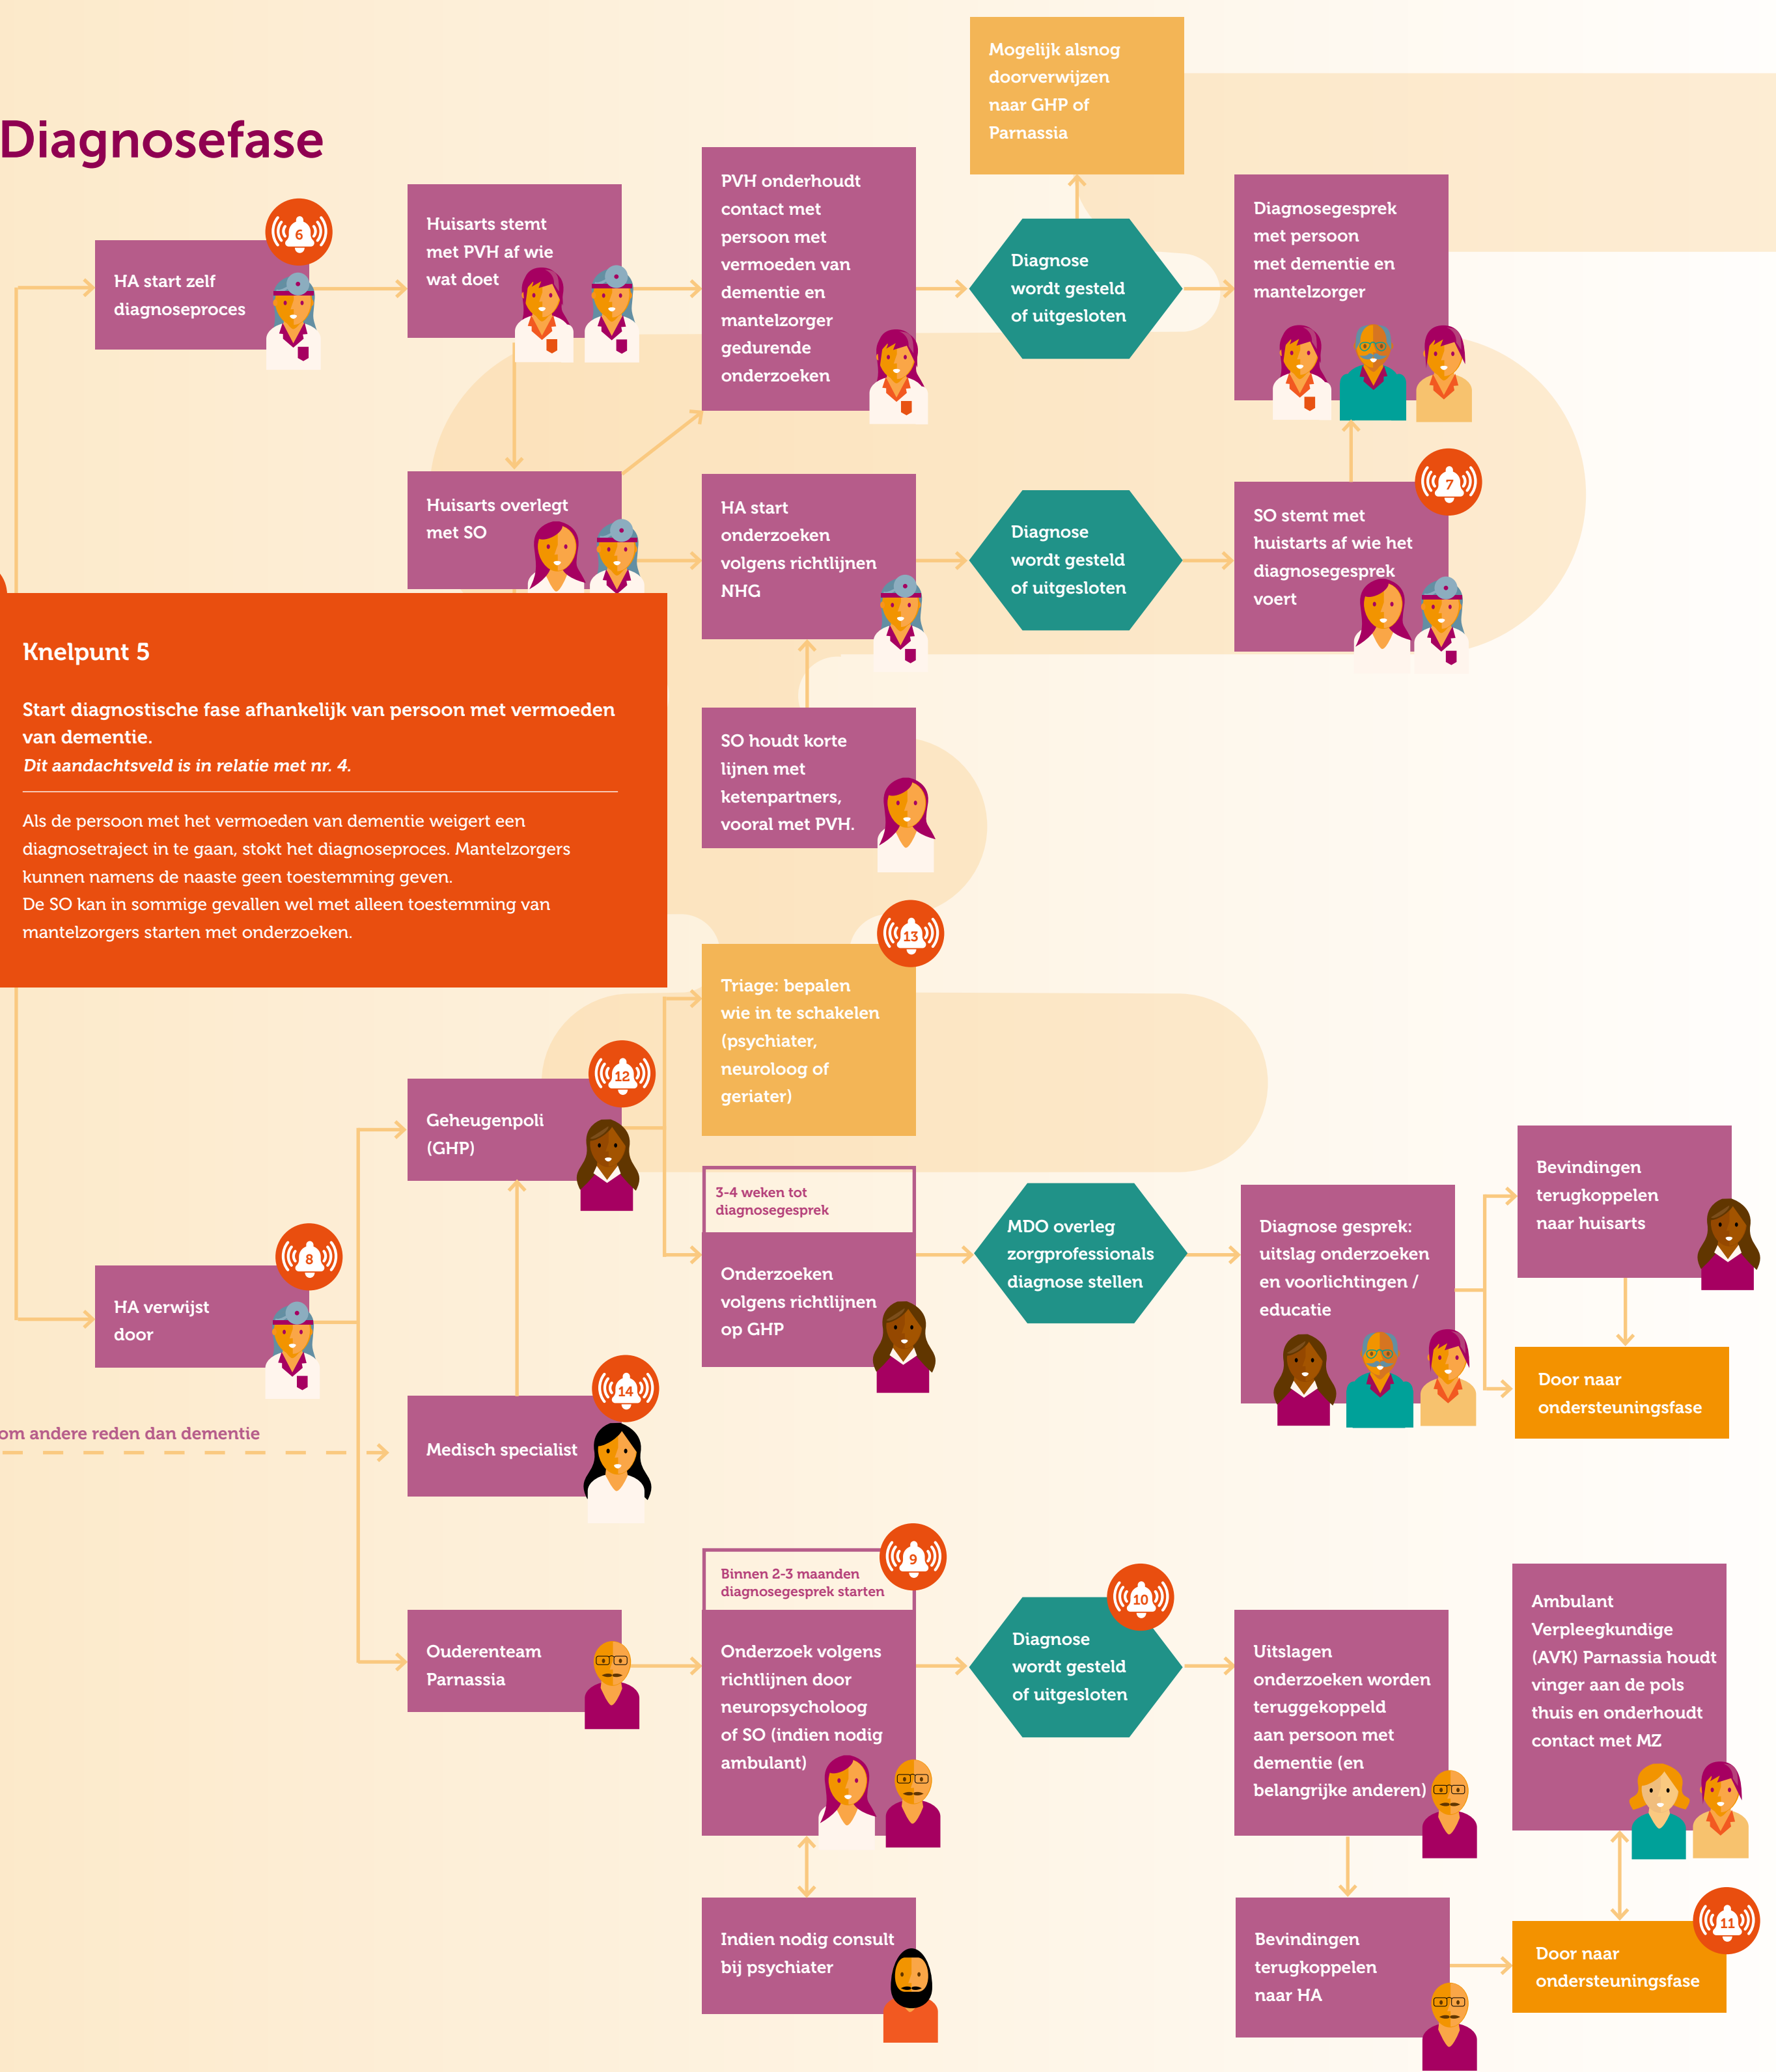 Diagnosefase
Mogelijk alsnog
doorverwijzen
naar GHP of
Parnassia
6
HA start zelf
diagnoseproces
Huisarts stemt
met PVH af wie
wat doet
PVH onderhoudt
contact met
persoon met
vermoeden van
dementie en
mantelzorger
gedurende
onderzoeken
Diagnose
wordt gesteld
of uitgesloten
Diagnosegesprek
met persoon
met dementie en
mantelzorger
Huisarts overlegt
met SO
HA start
onderzoeken
volgens richtlijnen
NHG
Diagnose
wordt gesteld
of uitgesloten
7
SO stemt met
huistarts af wie het
diagnosegesprek
voert
Knelpunt 5
Start diagnostische fase afhankelijk van persoon met vermoeden
van dementie.
Dit aandachtsveld is in relatie met nr. 4.
Als de persoon met het vermoeden van dementie weigert een
diagnosetraject in te gaan, stokt het diagnoseproces. Mantelzorgers
kunnen namens de naaste geen toestemming geven.
De SO kan in sommige gevallen wel met alleen toestemming van
mantelzorgers starten met onderzoeken.
SO houdt korte
lijnen met
ketenpartners,
vooral met PVH.
13
Triage: bepalen
wie in te schakelen
(psychiater,
neuroloog of
geriater)
12
Geheugenpoli
(GHP)
3-4 weken tot
diagnosegesprek
Onderzoeken
volgens richtlijnen
op GHP
MDO overleg
zorgprofessionals
diagnose stellen
Diagnose gesprek:
uitslag onderzoeken
en voorlichtingen /
educatie
Bevindingen
terugkoppelen
naar huisarts
Door naar
ondersteuningsfase
8
HA verwijst
door
om andere reden dan dementie
14
Medisch specialist
Ouderenteam
Parnassia
9
Binnen 2-3 maanden
diagnosegesprek starten
Onderzoek volgens
richtlijnen door
neuropsycholoog
of SO (indien nodig
ambulant)
10
Diagnose
wordt gesteld
of uitgesloten
Uitslagen
onderzoeken worden
teruggekoppeld
aan persoon met
dementie (en
belangrijke anderen)
Ambulant
Verpleegkundige
(AVK) Parnassia houdt
vinger aan de pols
thuis en onderhoudt
contact met MZ
Indien nodig consult
bij psychiater
Bevindingen
terugkoppelen
naar HA
11
Door naar
ondersteuningsfase